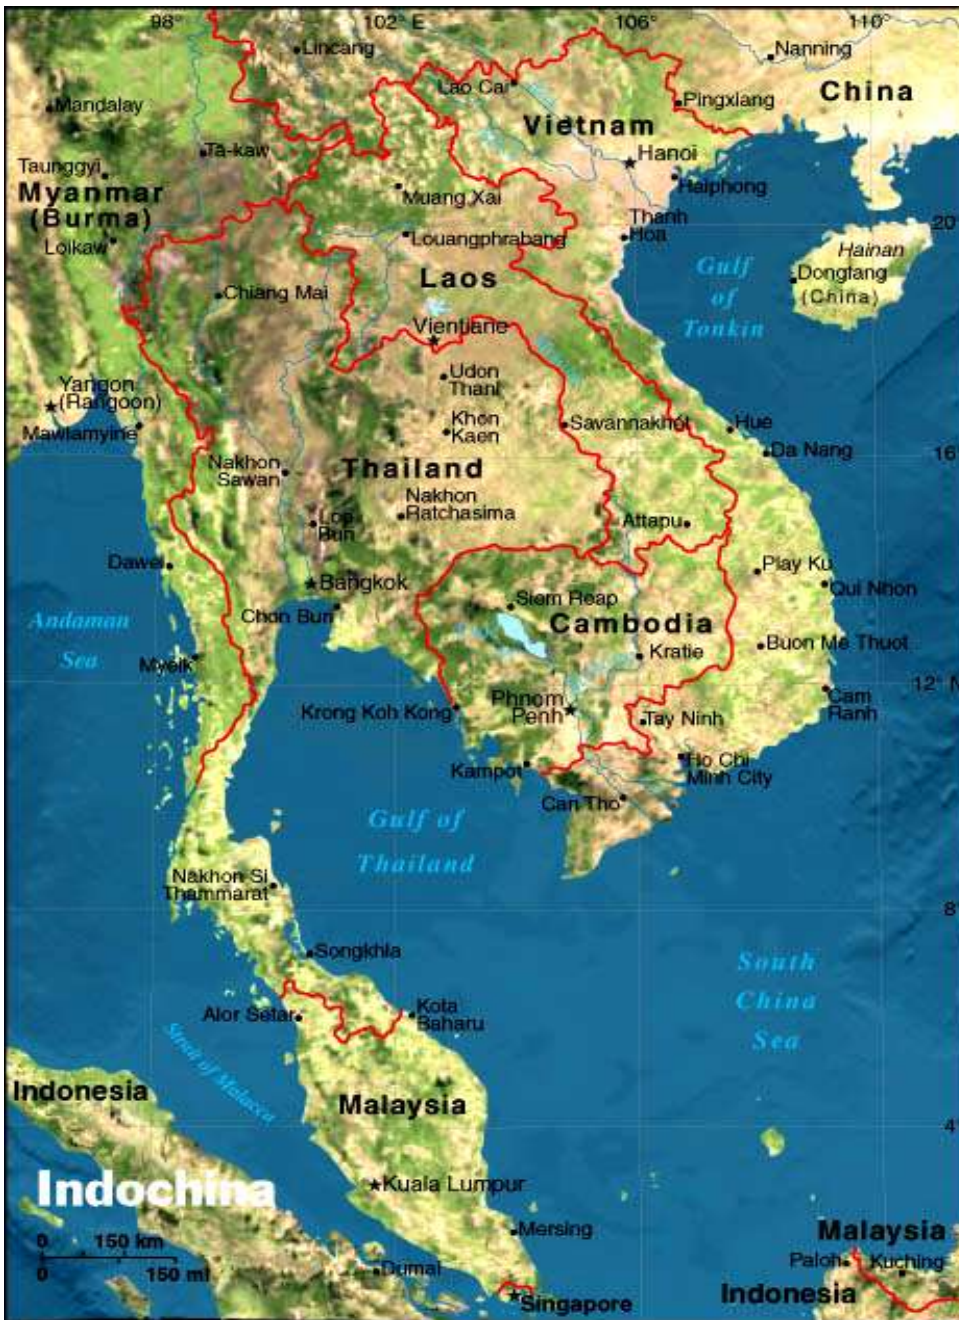 98°
102° E
106°
110°
Lincang
Nanning
Lao Cai
China
Mandalay
Pingxiang
Vietnam
Ta-kaw
Hanoi
Taunggyi
Haiphong
Myanmar
(Burma)
Muang Xai
Thanh
Hoa
20°
Loikaw
Louangphrabang
Hainan
Gulf
of
Tonkin
Dongfang
(China)
Laos
Chiang Mai
Vientiane
Udon
Thani
Yangon
(Rangoon)
Mawlamyine
Khon
Kaen
Savannakhot
Hue
Da Nang
16°
Nakhon
Sawan
Thailand
Nakhon
Ratchasima
Lop
Buri
Attapu
Dawei
Bangkok
Play Ku
Qui Nhon
Siem Reap
Chon Buri
Andaman
Sea
Cambodia
Buon Me Thuot
Myeik
Kratie
12° N
Krong Koh Kong
Phnom
Penh
Tay Ninh
Cam
Ranh
Kampot
Ho Chi
Minh City
Can Tho
Gulf of
Thailand
Nakhon Si
Thammarat
8°
Songkhla
South
China
Sea
Alor Setar
Kota
Baharu
Strait of Malacca
Indonesia
Malaysia
4°
Indochina
Kuala Lumpur
Mersing
0 150 km
0 150 mi
Dumai
Singapore
Malaysia
Paloh
Kuching
Indonesia